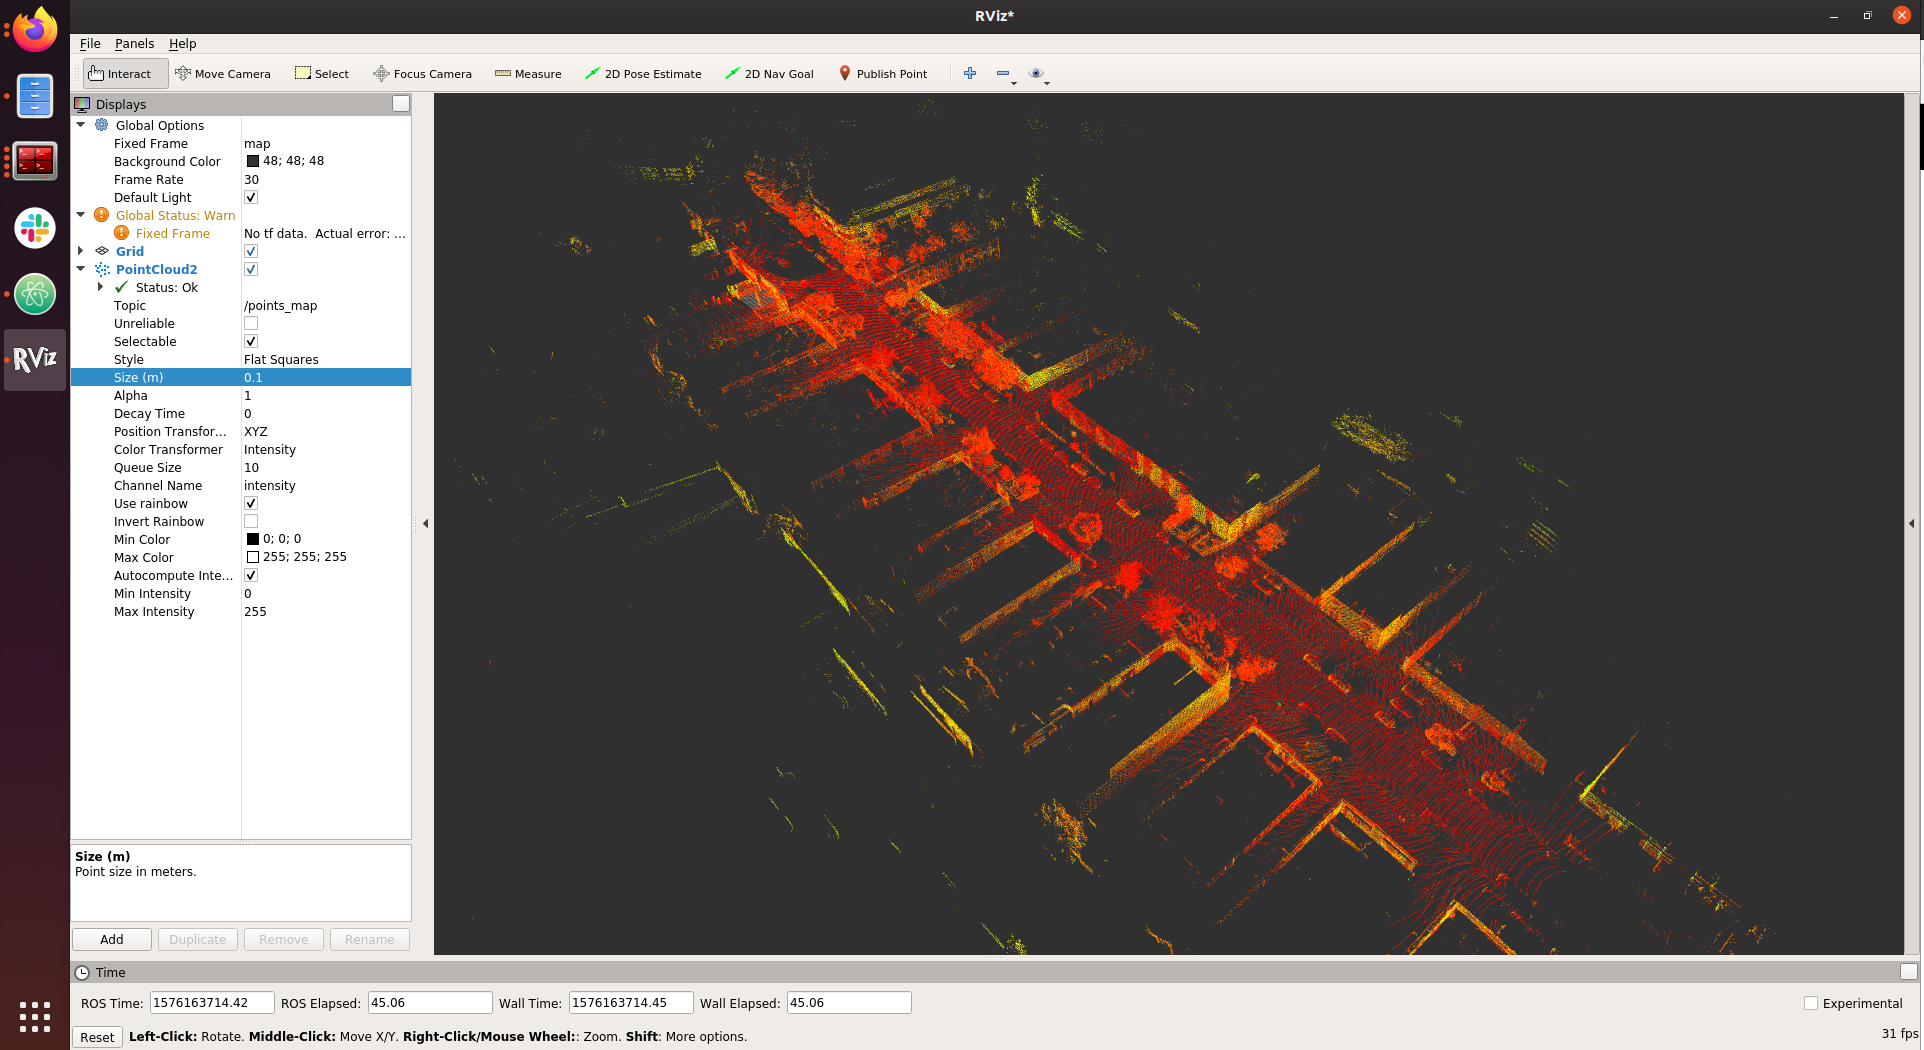 RViz*
File Panels Help
Interact Move Camera Select Focus Camera Measure 2D Pose Estimate 2D Nav Goal Publish Point
Displays
Global Options
Fixed Frame map
Background Color 48; 48; 48
Frame Rate 30
Default Light
Global Status: Warn
Fixed Frame No tf data. Actual error: ...
Grid
PointCloud2
Status: Ok
Topic /points_map
Unreliable
Selectable
Style Flat Squares
Size (m) 0.1
Alpha 1
Decay Time 0
Position Transfor... XYZ
Color Transformer Intensity
Queue Size 10
Channel Name intensity
Use rainbow
Invert Rainbow
Min Color 0; 0; 0
Max Color 255; 255; 255
Autocompute Inte...
Min Intensity 0
Max Intensity 255
Size (m)
Point size in meters.
Add Duplicate Remove Rename
Time
ROS Time: 1576163714.42 ROS Elapsed: 45.06 Wall Time: 1576163714.45 Wall Elapsed: 45.06 Experimental
Reset Left-Click: Rotate. Middle-Click: Move X/Y. Right-Click/Mouse Wheel:: Zoom. Shift: More options. 31 fps
RViz